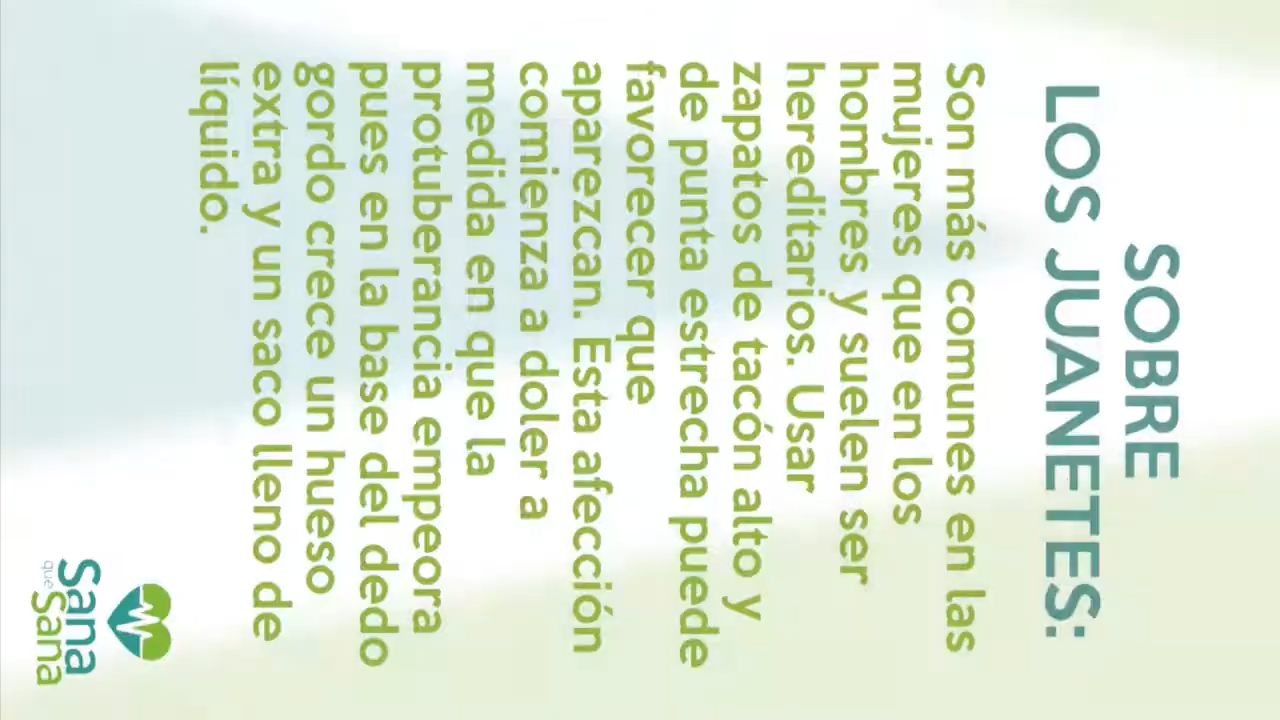 SOBRE
LOS JUANETES:
Son más comunes en las
mujeres que en los
hombres y suelen ser
hereditarios. Usar
zapatos de tacón alto y
de punta estrecha puede
favorecer que
aparezcan. Esta afección
comienza a doler a
medida en que la
protuberancia empeora
pues en la base del dedo
gordo crece un hueso
extra y un saco lleno de
líquido.
Sana
que Sana